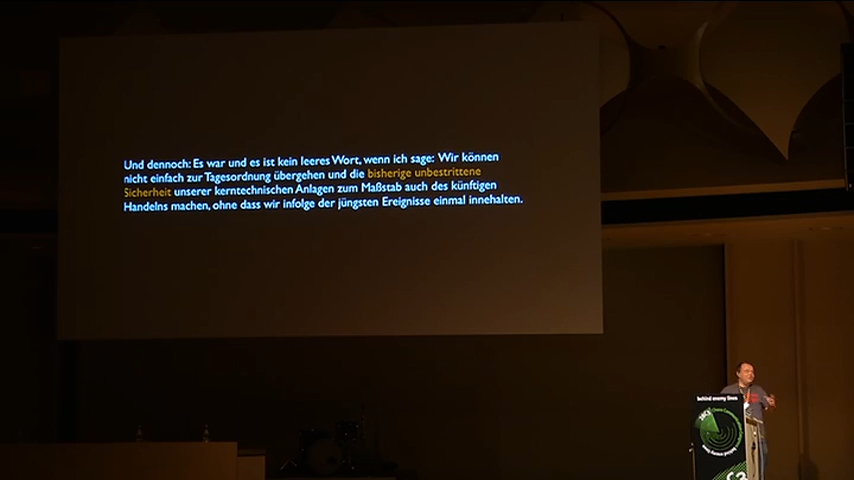 Und dennoch: Es war und es ist kein leeres Wort, wenn ich sage: Wir können
nicht einfach zur Tagesordnung übergehen und die bisherige unbestrittene
Sicherheit unserer kerntechnischen Anlagen zum Maßstab auch des künftigen
Handelns machen, ohne dass wir infolge der jüngsten Ereignisse einmal innehalten.
behind enemy lines